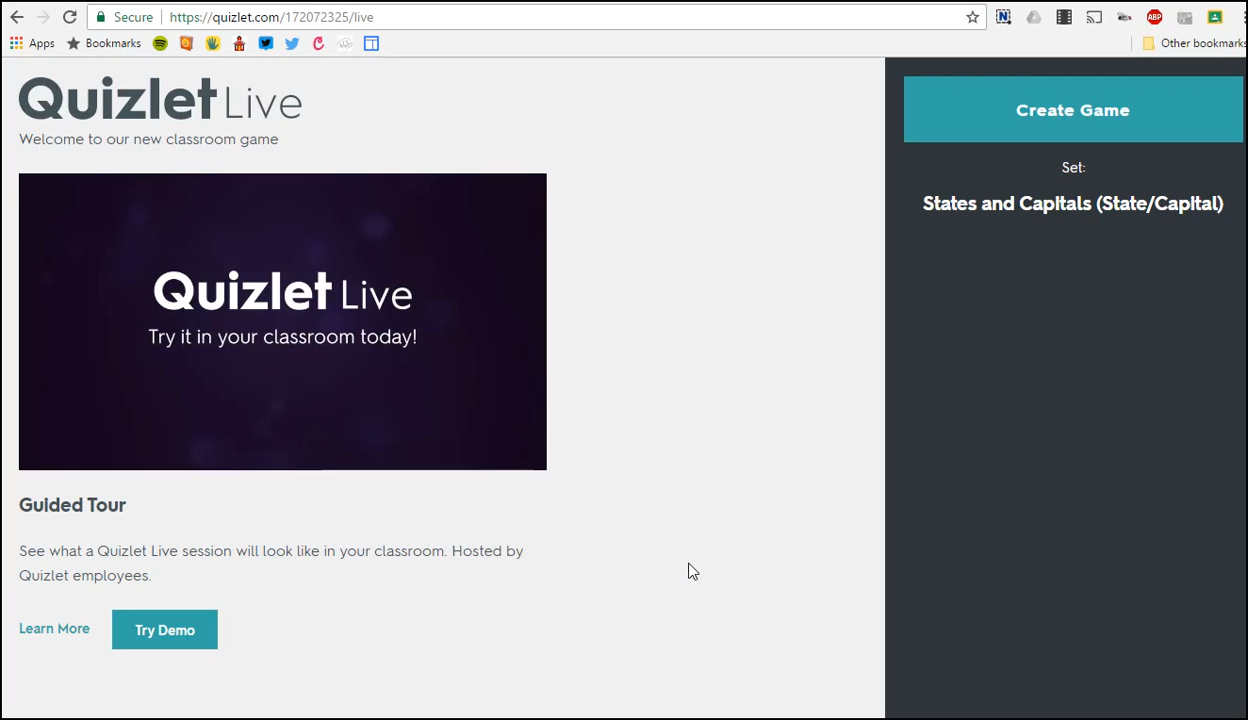 Secure https://quizlet.com/172072325/live
ABP
Apps Bookmarks Other bookmarks
Quizlet Live
Welcome to our new classroom game
Quizlet Live
Try it in your classroom today!
Guided Tour
See what a Quizlet Live session will look like in your classroom. Hosted by
Quizlet employees.
Learn More Try Demo
Create Game
Set:
States and Capitals (State/Capital)